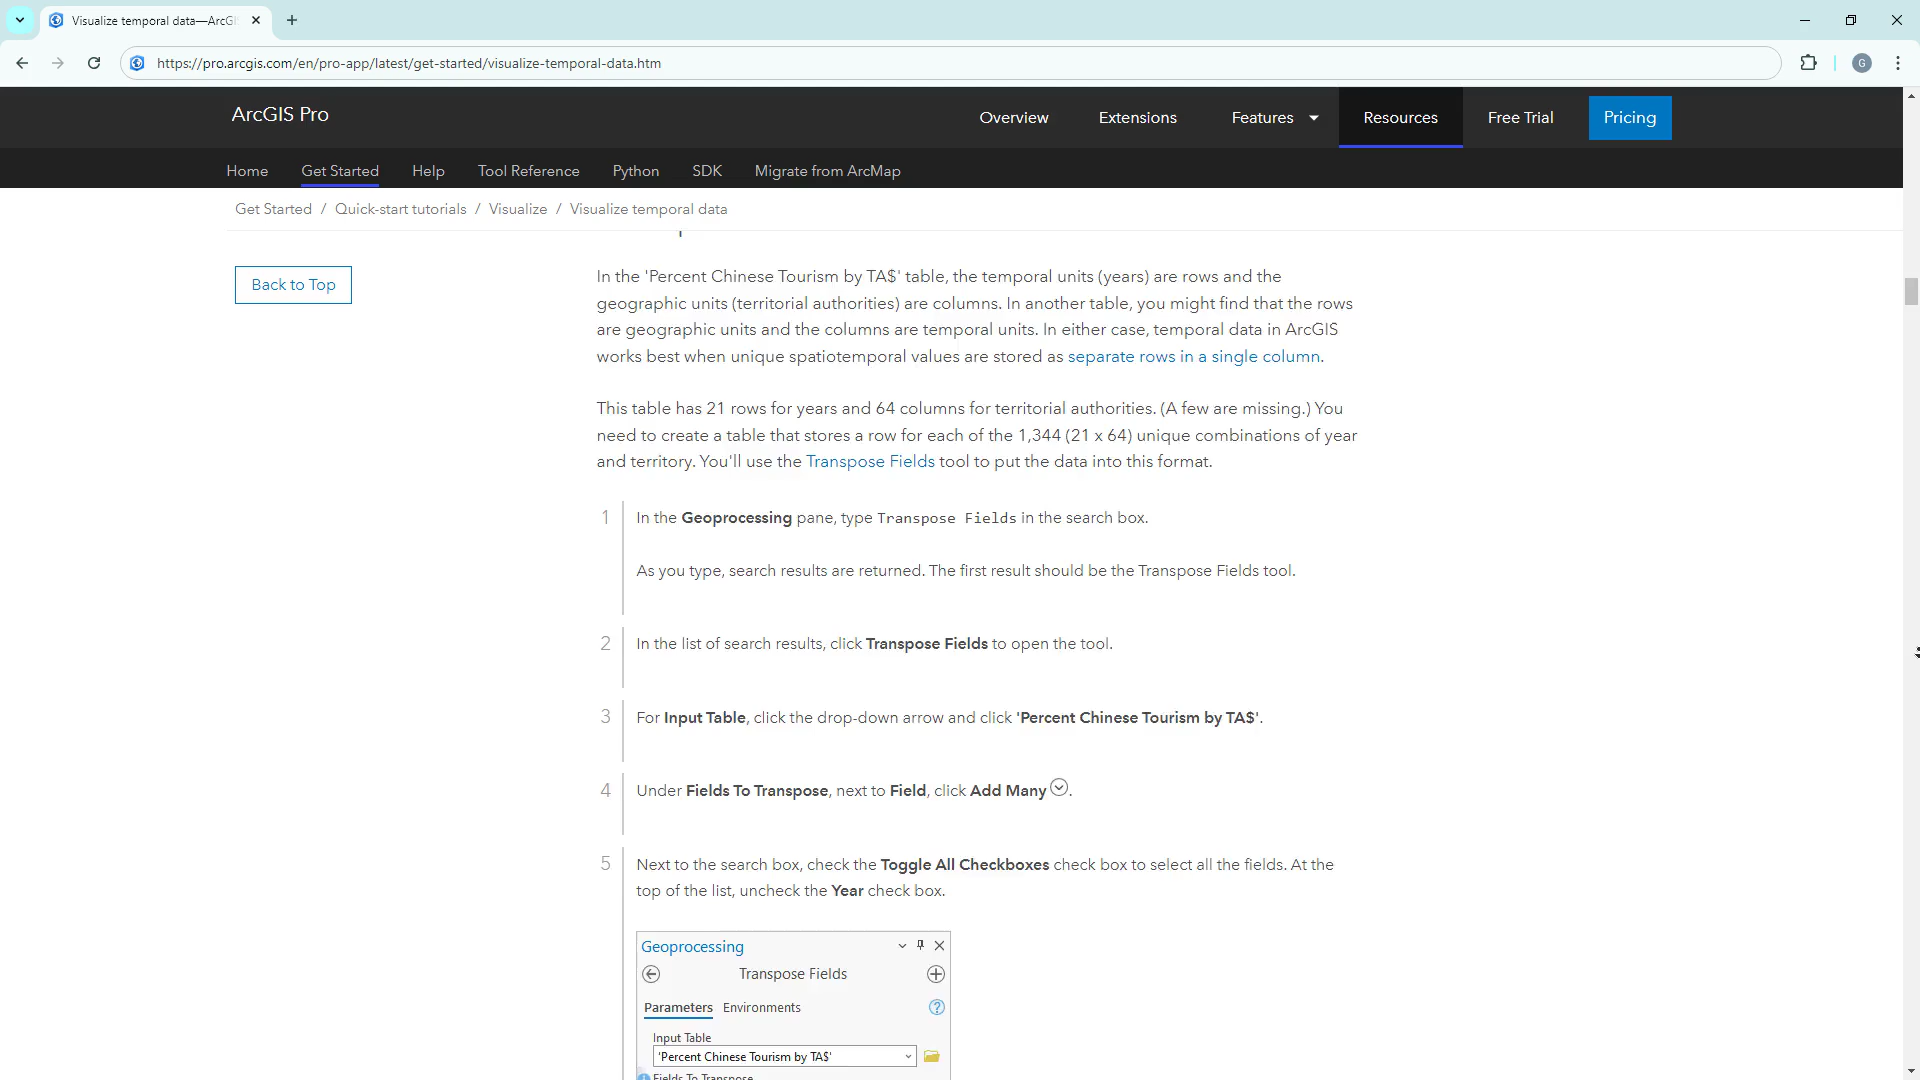 Visualize temporal data—ArcGI
https://pro.arcgis.com/en/pro-app/latest/get-started/visualize-temporal-data.htm
G
ArcGIS Pro
Overview
Extensions
Features
Resources
Free Trial
Pricing
Home
Get Started
Help
Tool Reference
Python
SDK
Migrate from ArcMap
Get Started / Quick-start tutorials / Visualize / Visualize temporal data
Back to Top
In the 'Percent Chinese Tourism by TA$' table, the temporal units (years) are rows and the
geographic units (territorial authorities) are columns. In another table, you might find that the rows
are geographic units and the columns are temporal units. In either case, temporal data in ArcGIS
works best when unique spatiotemporal values are stored as separate rows in a single column.
This table has 21 rows for years and 64 columns for territorial authorities. (A few are missing.) You
need to create a table that stores a row for each of the 1,344 (21 x 64) unique combinations of year
and territory. You'll use the Transpose Fields tool to put the data into this format.
1 In the Geoprocessing pane, type Transpose Fields in the search box.
As you type, search results are returned. The first result should be the Transpose Fields tool.
2 In the list of search results, click Transpose Fields to open the tool.
3 For Input Table, click the drop-down arrow and click 'Percent Chinese Tourism by TA$'.
4 Under Fields To Transpose, next to Field, click Add Many .
5 Next to the search box, check the Toggle All Checkboxes check box to select all the fields. At the
top of the list, uncheck the Year check box.
Geoprocessing
Transpose Fields
Parameters Environments
Input Table
'Percent Chinese Tourism by TA$'
Fields To Transpose